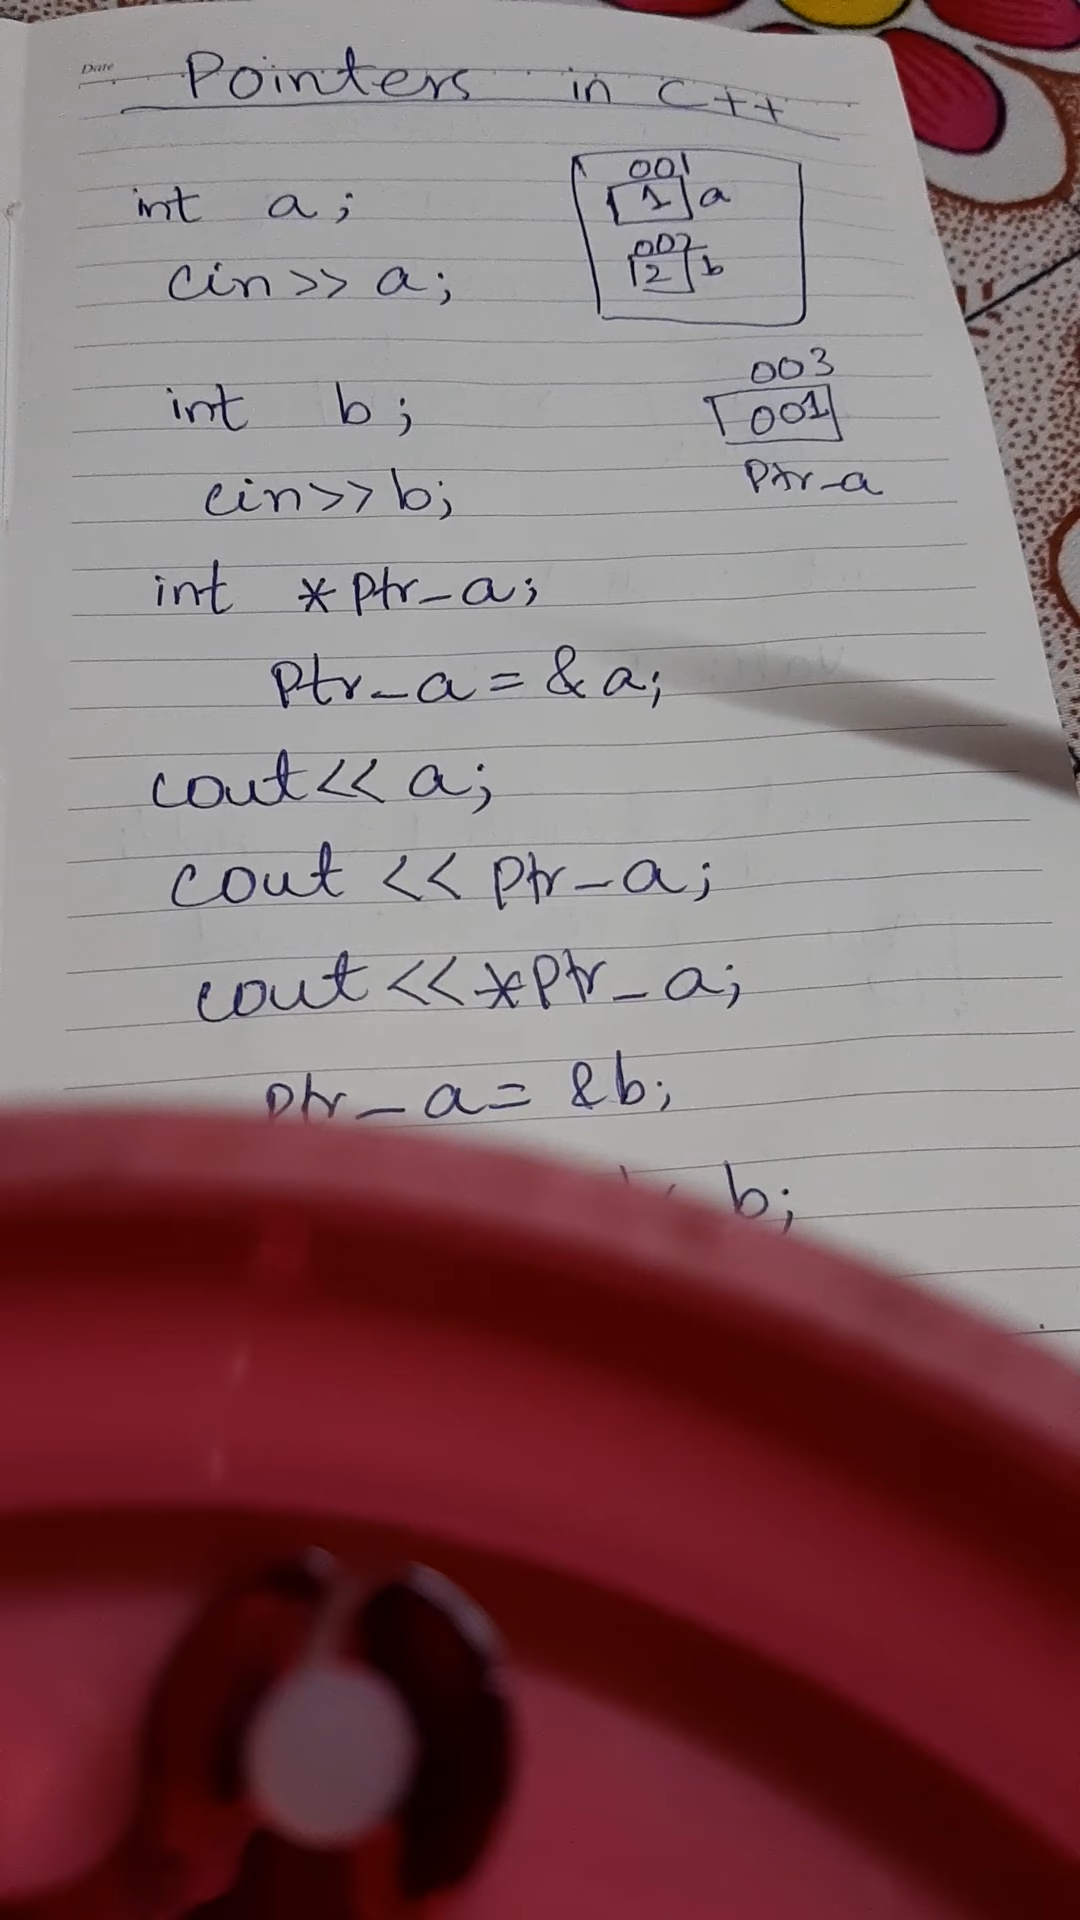 Date
Pointers in C++
int a;
001
1 a
cin>> a;
002
2 b
003
int b;
001
ptr_a
cin>> b;
int *ptr_a;
ptr_a = &a;
cout<< a;
cout << ptr_a;
cout <<*ptr_a;
ptr_a = &b;
b;